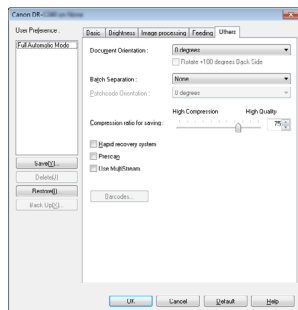 Canon DR-
User Preference :
Full Automatic Mode
Save(Y)...
Delete(J)
Restore(I)
Back Up(K)...
Basic
Brightness
Image processing
Feeding
Others
Document Orientation :
0 degrees
Rotate +180 degrees Back Side
Batch Separation :
None
Patchcode Orientation :
0 degrees
High Compression
High Quality
Compression ratio for saving :
75
Rapid recovery system
Prescan
Use MultiStream
Barcodes...
OK
Cancel
Default
Help